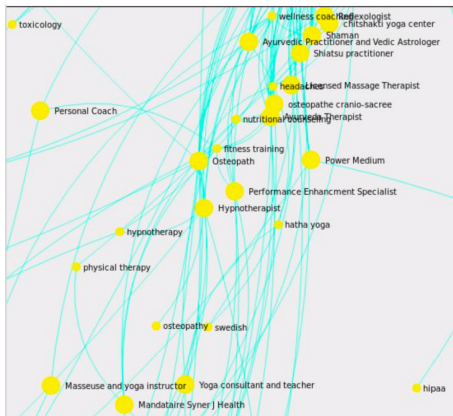 wellness coaching Reflexologist
toxicology
chitshakti yoga center
Shaman
Ayurvedic Practitioner and Vedic Astrologer
Shiatsu practitioner
headaches Licensed Massage Therapist
osteopathe cranio-sacree
Personal Coach
Ayurveda Therapist
nutritional counseling
fitness training
Osteopath
Power Medium
Performance Enhancment Specialist
Hypnotherapist
hatha yoga
hypnotherapy
physical therapy
osteopathy
swedish
Masseuse and yoga instructor
Yoga consultant and teacher
hipaa
Mandataire Syner J Health